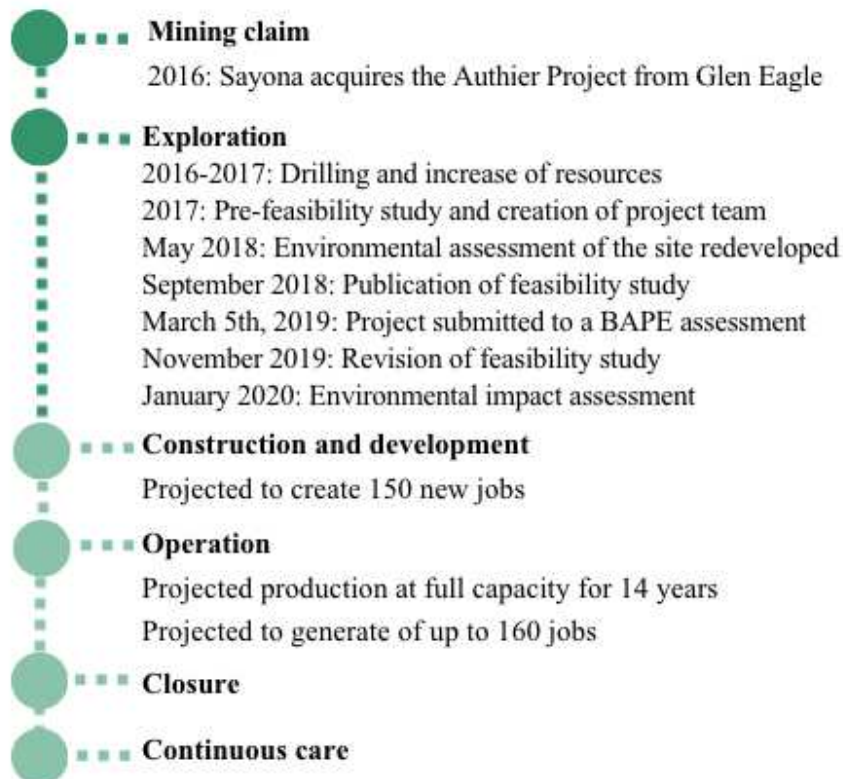 Mining claim
2016: Sayona acquires the Authier Project from Glen Eagle
Exploration
2016-2017: Drilling and increase of resources
2017: Pre-feasibility study and creation of project team
May 2018: Environmental assessment of the site redeveloped
September 2018: Publication of feasibility study
March 5th, 2019: Project submitted to a BAPE assessment
November 2019: Revision of feasibility study
January 2020: Environmental impact assessment
Construction and development
Projected to create 150 new jobs
Operation
Projected production at full capacity for 14 years
Projected to generate of up to 160 jobs
Closure
Continuous care